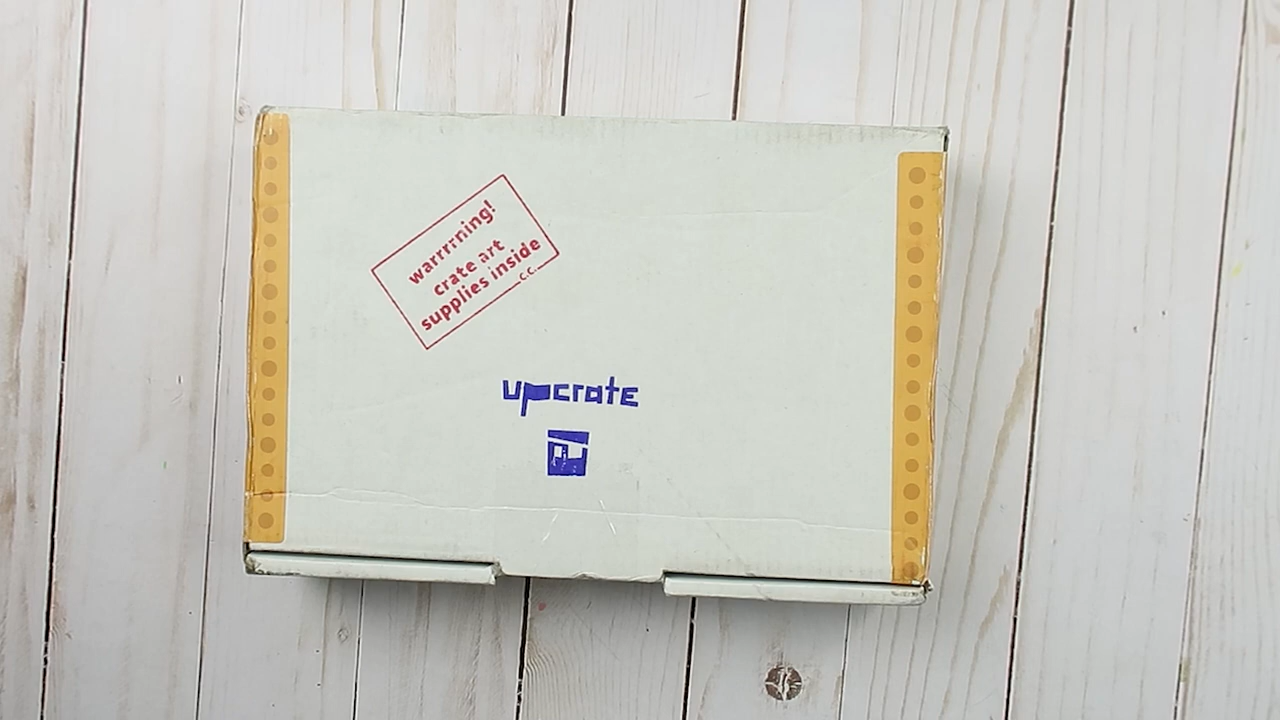 warrrrning!
crate art
supplies inside
c.c.
upcrate